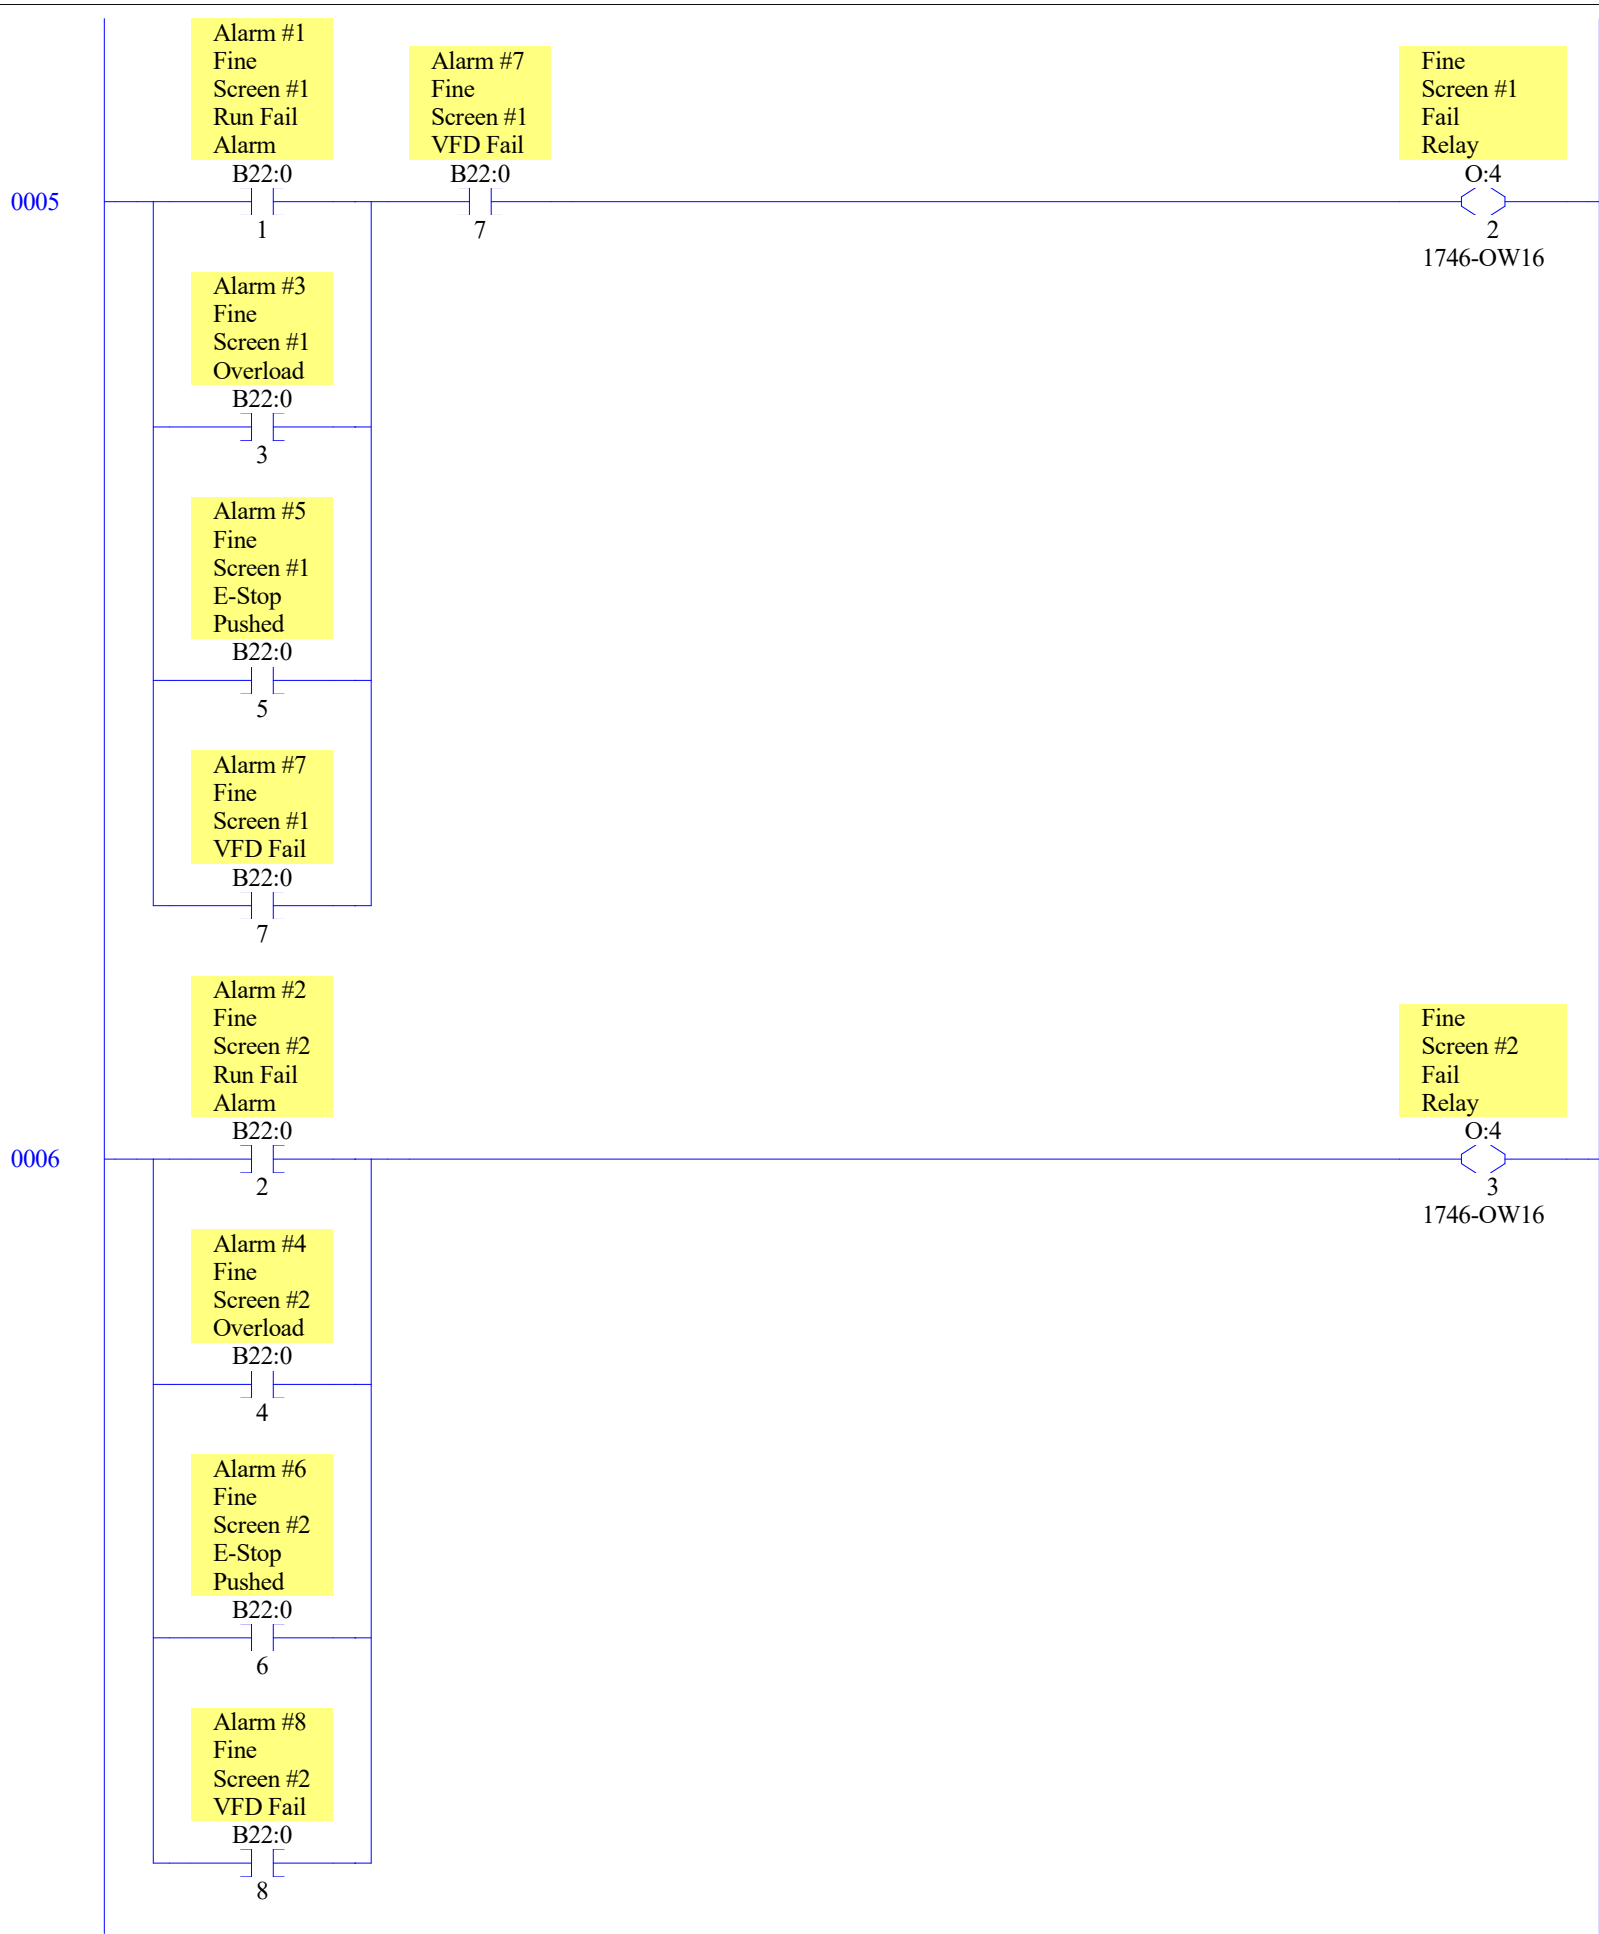 Alarm #1
Fine
Screen #1
Run Fail
Alarm
B22:0
1
Alarm #7
Fine
Screen #1
VFD Fail
B22:0
7
Fine
Screen #1
Fail
Relay
O:4
2
1746-OW16
0005
Alarm #3
Fine
Screen #1
Overload
B22:0
3
Alarm #5
Fine
Screen #1
E-Stop
Pushed
B22:0
5
Alarm #7
Fine
Screen #1
VFD Fail
B22:0
7
Alarm #2
Fine
Screen #2
Run Fail
Alarm
B22:0
2
Fine
Screen #2
Fail
Relay
O:4
3
1746-OW16
0006
Alarm #4
Fine
Screen #2
Overload
B22:0
4
Alarm #6
Fine
Screen #2
E-Stop
Pushed
B22:0
6
Alarm #8
Fine
Screen #2
VFD Fail
B22:0
8